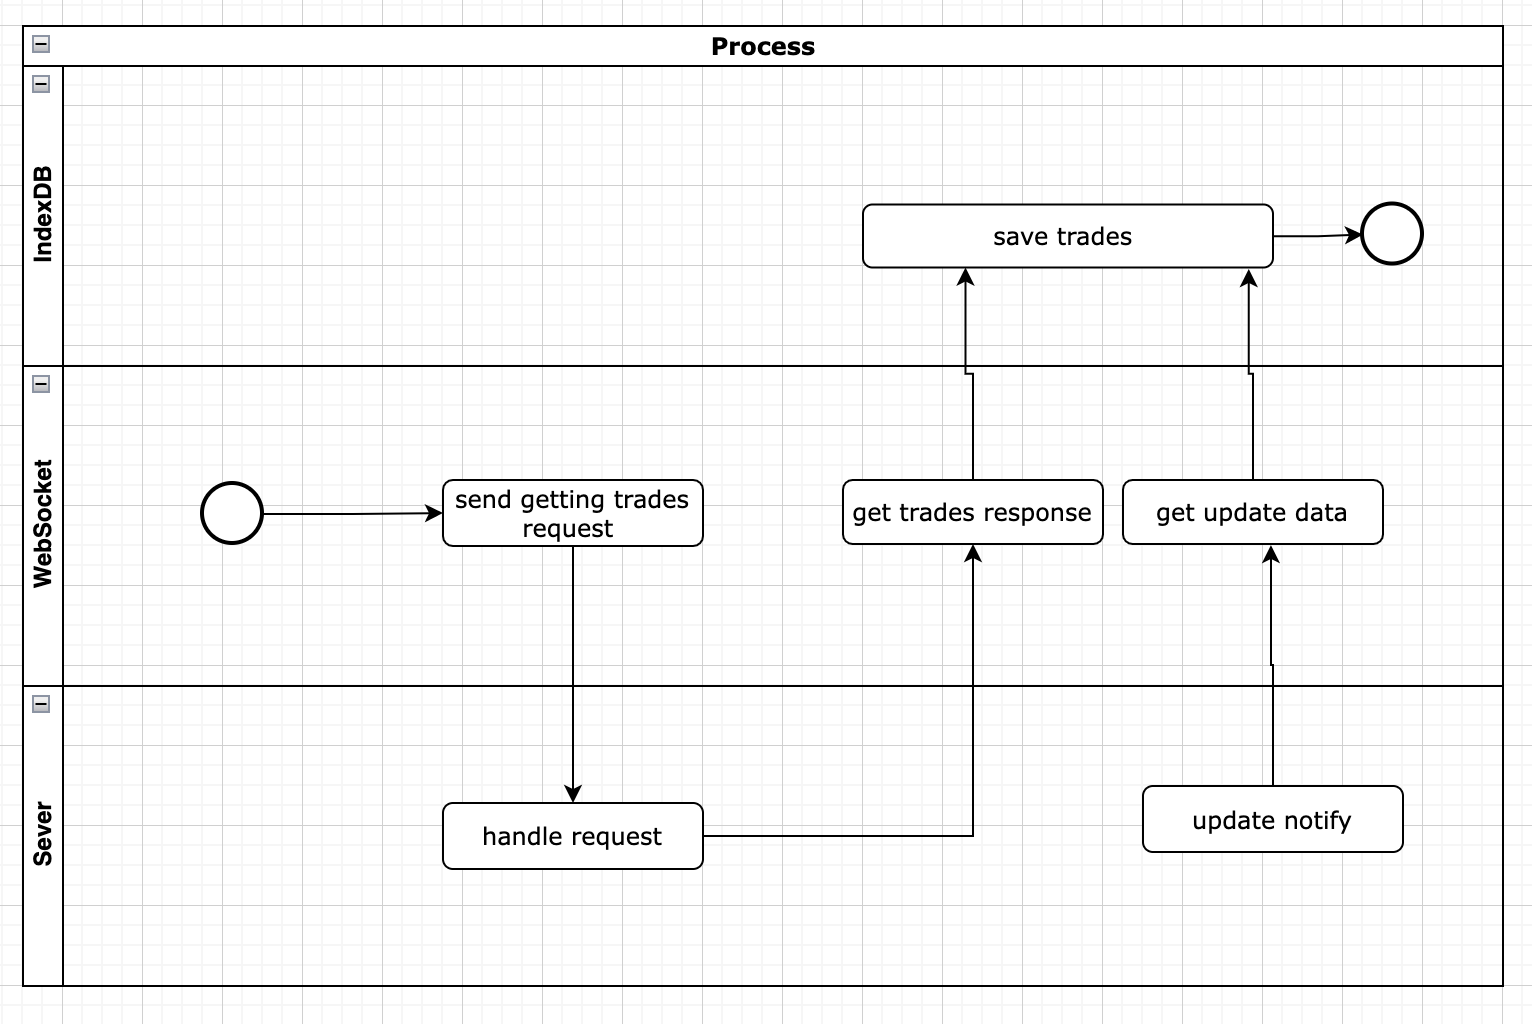 Process
IndexDB
save trades
WebSocket
send getting trades
request
get trades response
get update data
Sever
handle request
update notify